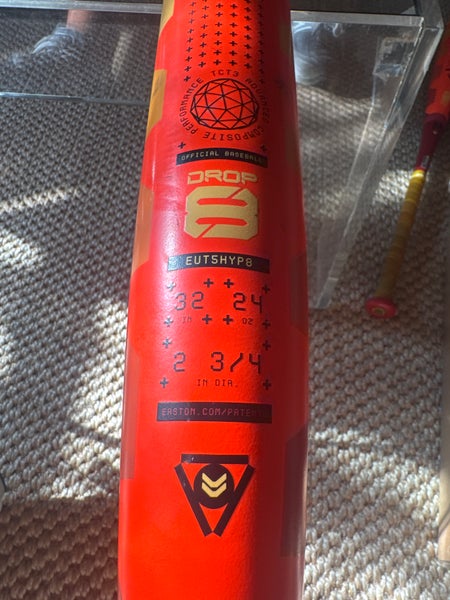 PERFORMANCE TCT3 ADVANCED COMPOSITE
OFFICIAL BASEBALL
DROP
8
EUT5HYP8
32 24
IN OZ.
2 3/4
IN DIA.
EASTON.COM/PATENTS